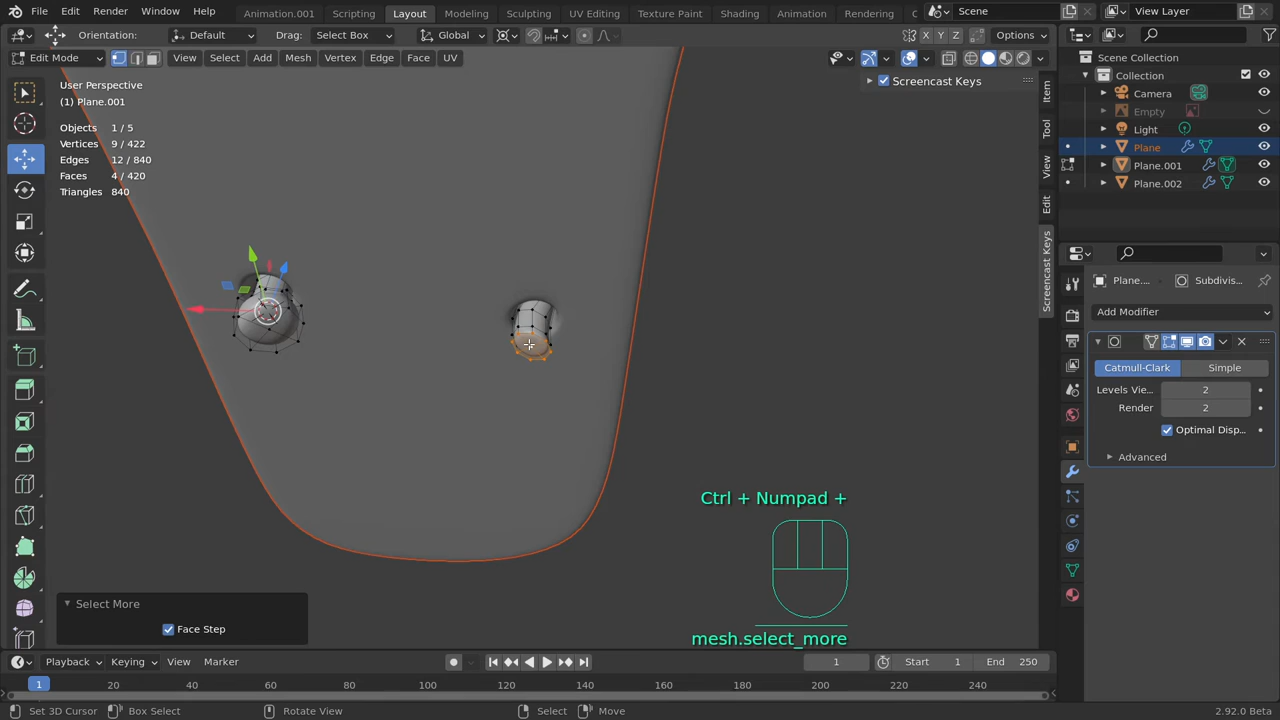 File Edit Render Window Help Animation.001 Scripting Layout Modeling Sculpting UV Editing Texture Paint Shading Animation Rendering C Scene View Layer
Orientation: Default Drag: Select Box Global X Y Z Options
Edit Mode View Select Add Mesh Vertex Edge Face UV
User Perspective
(1) Plane.001
Objects 1 / 5
Vertices 9 / 422
Edges 12 / 840
Faces 4 / 420
Triangles 840
Screencast Keys
Item
Tool
View
Edit
Screencast Keys
Scene Collection
Collection
Camera
Empty
Light
Plane
Plane.001
Plane.002
Plane.... Subdivis...
Add Modifier
Catmull-Clark Simple
Levels Vie... 2
Render 2
Optimal Disp...
Advanced
Ctrl + Numpad +
mesh.select_more
Select More
Face Step
Playback Keying View Marker 1 Start 1 End 250
1 20 40 60 80 100 120 140 160 180 200 220 240
Set 3D Cursor Box Select Rotate View Select Move 2.92.0 Beta